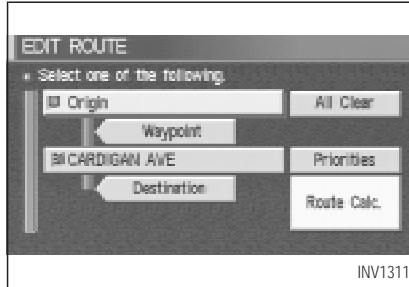 EDIT ROUTE
Select one of the following.
Origin
All Clear
Waypoint
CARDIGAN AVE
Priorities
Destination
Route Calc.
INV1311